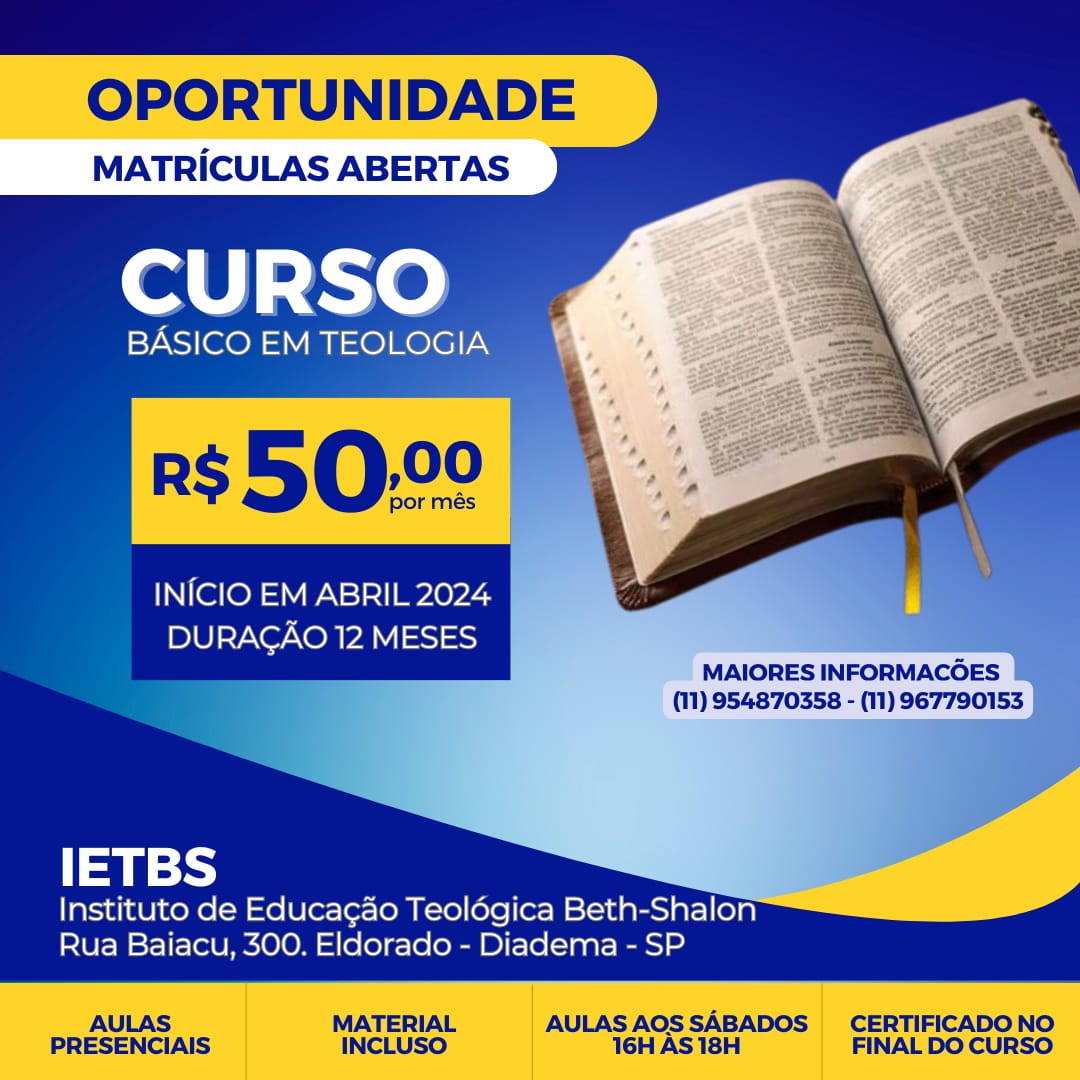 OPORTUNIDADE
MATRÍCULAS ABERTAS
CURSO
BÁSICO EM TEOLOGIA
R$ 50,00
por mês
INÍCIO EM ABRIL 2024
DURAÇÃO 12 MESES
MAIORES INFORMACÕES
(11) 954870358 - (11) 967790153
IETBS
Instituto de Educação Teológica Beth-Shalon
Rua Baiacu, 300. Eldorado - Diadema - SP
AULAS
PRESENCIAIS
MATERIAL
INCLUSO
AULAS AOS SÁBADOS
16H ÀS 18H
CERTIFICADO NO
FINAL DO CURSO